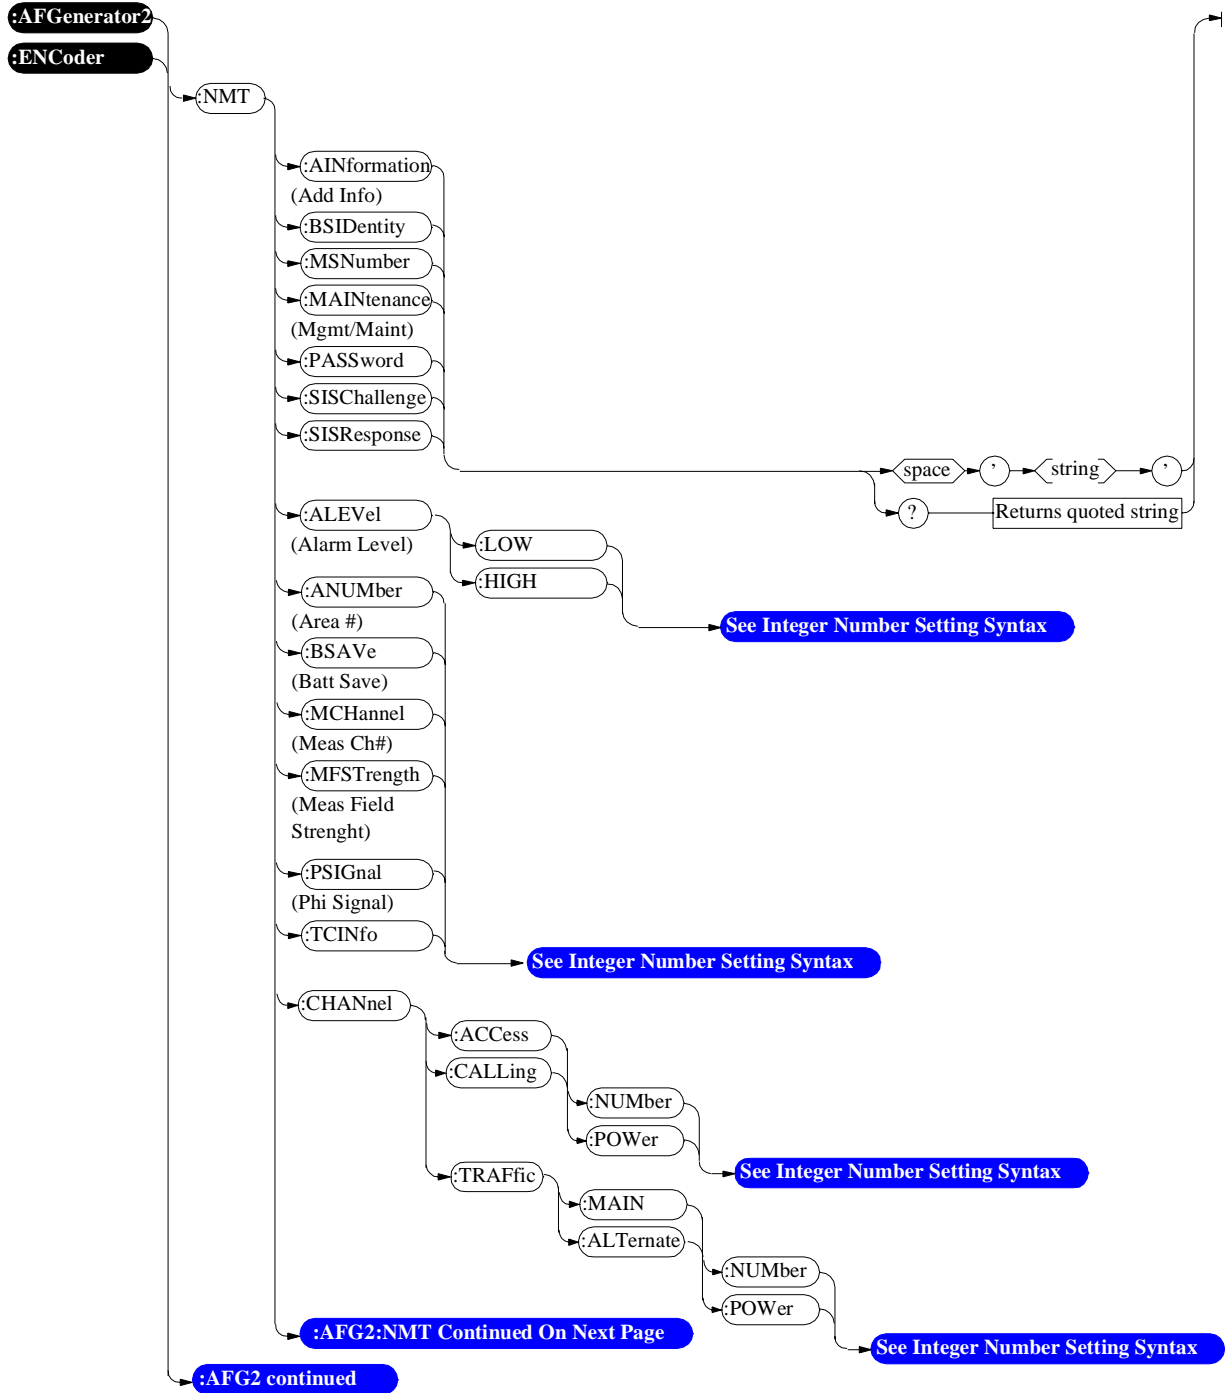 :AFGenerator2
:ENCoder
:NMT
:AINformation
(Add Info)
:BSIDentity
:MSNumber
:MAINtenance
(Mgmt/Maint)
:PASSword
:SISChallenge
:SISResponse
space ' string '
? Returns quoted string
:ALEVel
(Alarm Level)
:LOW
:HIGH
See Integer Number Setting Syntax
:ANUMber
(Area #)
:BSAVe
(Batt Save)
:MCHannel
(Meas Ch#)
:MFSTrength
(Meas Field
Strenght)
:PSIGnal
(Phi Signal)
:TCINfo
See Integer Number Setting Syntax
:CHANnel
:ACCess
:CALLing
:NUMber
:POWer
See Integer Number Setting Syntax
:TRAFfic
:MAIN
:ALTernate
:NUMber
:POWer
See Integer Number Setting Syntax
:AFG2:NMT Continued On Next Page
:AFG2 continued